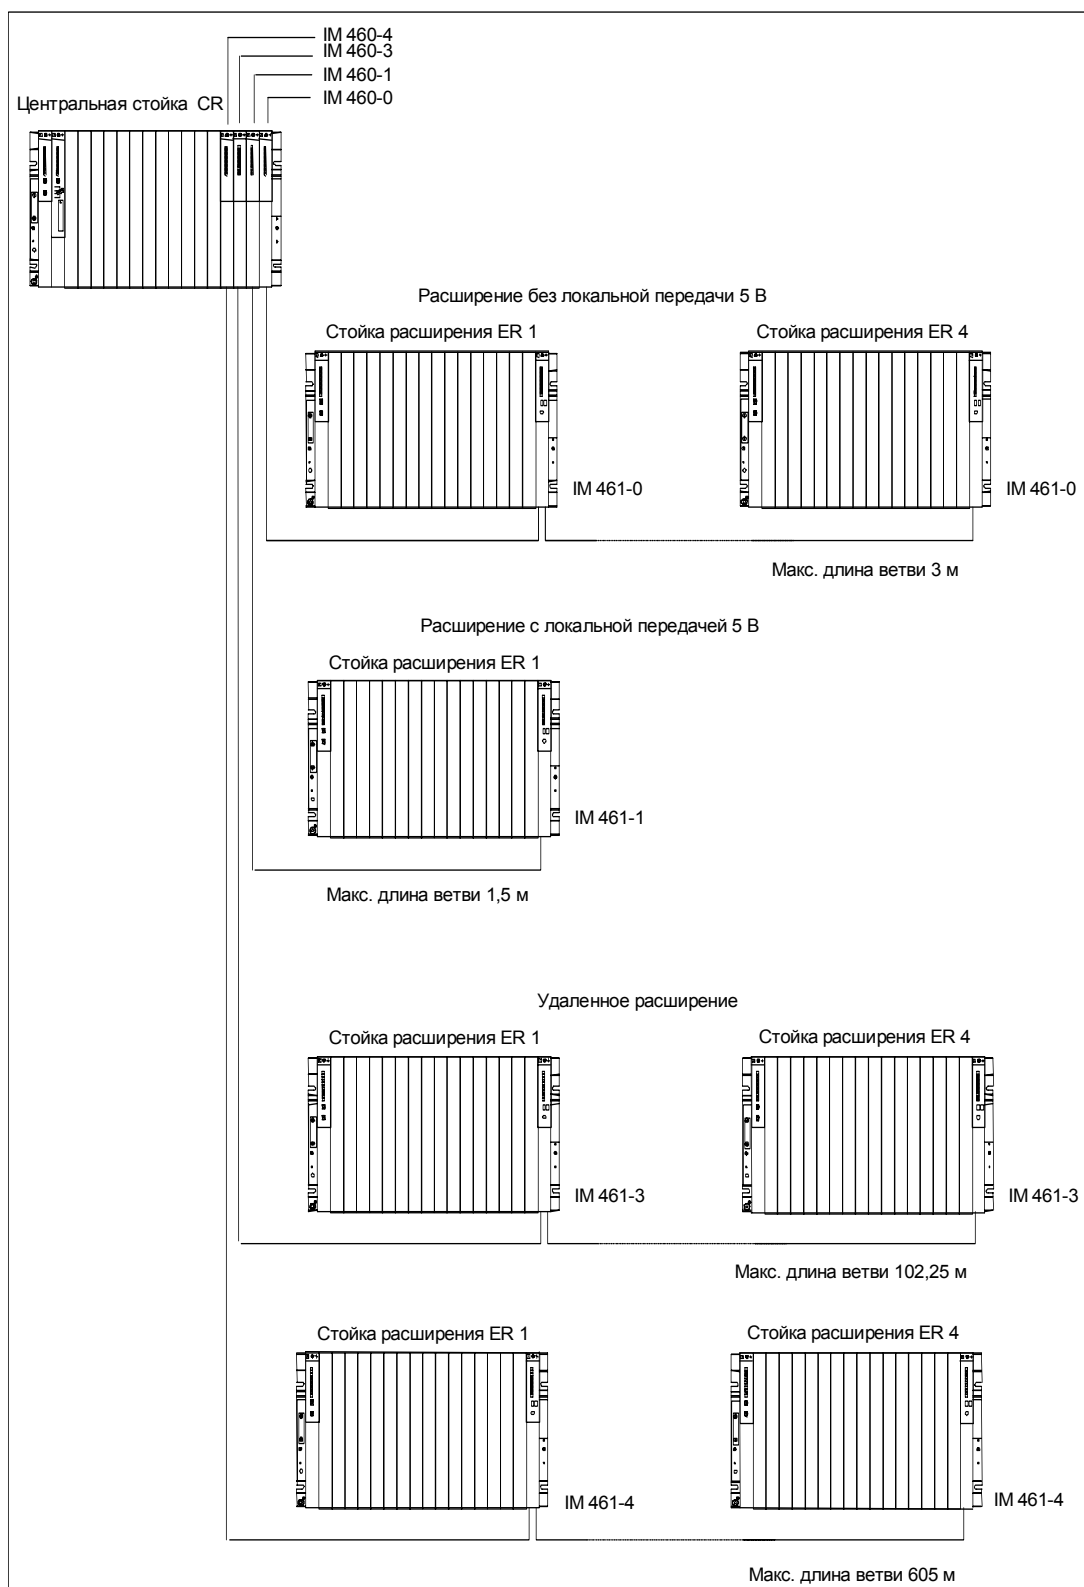 IM 460-4
IM 460-3
IM 460-1
IM 460-0
Центральная стойка CR
Расширение без локальной передачи 5 В
Стойка расширения ER 1
Стойка расширения ER 4
IM 461-0
IM 461-0
Макс. длина ветви 3 м
Расширение с локальной передачей 5 В
Стойка расширения ER 1
IM 461-1
Макс. длина ветви 1,5 м
Удаленное расширение
Стойка расширения ER 1
Стойка расширения ER 4
IM 461-3
IM 461-3
Макс. длина ветви 102,25 м
Стойка расширения ER 1
Стойка расширения ER 4
IM 461-4
IM 461-4
Макс. длина ветви 605 м